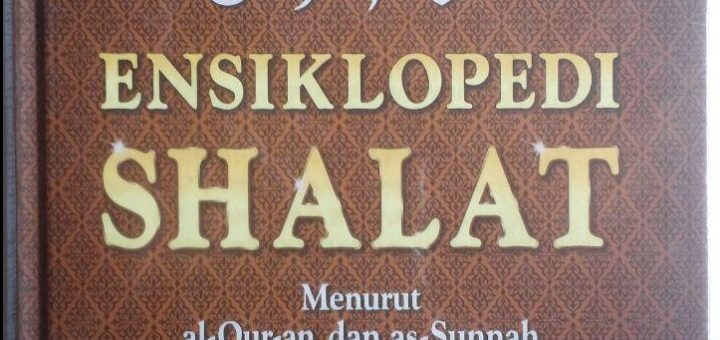 ENSIKLOPEDI
SHALAT
Menurut
al-Qur-an dan as-Sunnah